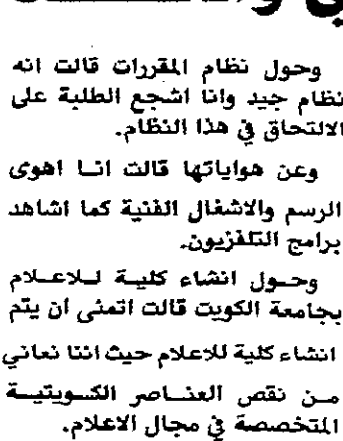 وحول نظام المقررات قالت انه
نظام جيد وانا اشجع الطلبة على
الالتحاق في هذا النظام.
وعن هواياتها قالت انا اهوى
الرسم والاشغال الفنية كما اشاهد
برامج التلفزيون.
وحول انشاء كلية للاعلام
بجامعة الكويت قالت اتمنى ان يتم
انشاء كلية للاعلام حيث اننا نعاني
من نقص العناصر الكويتية
المتخصصة في مجال الاعلام.